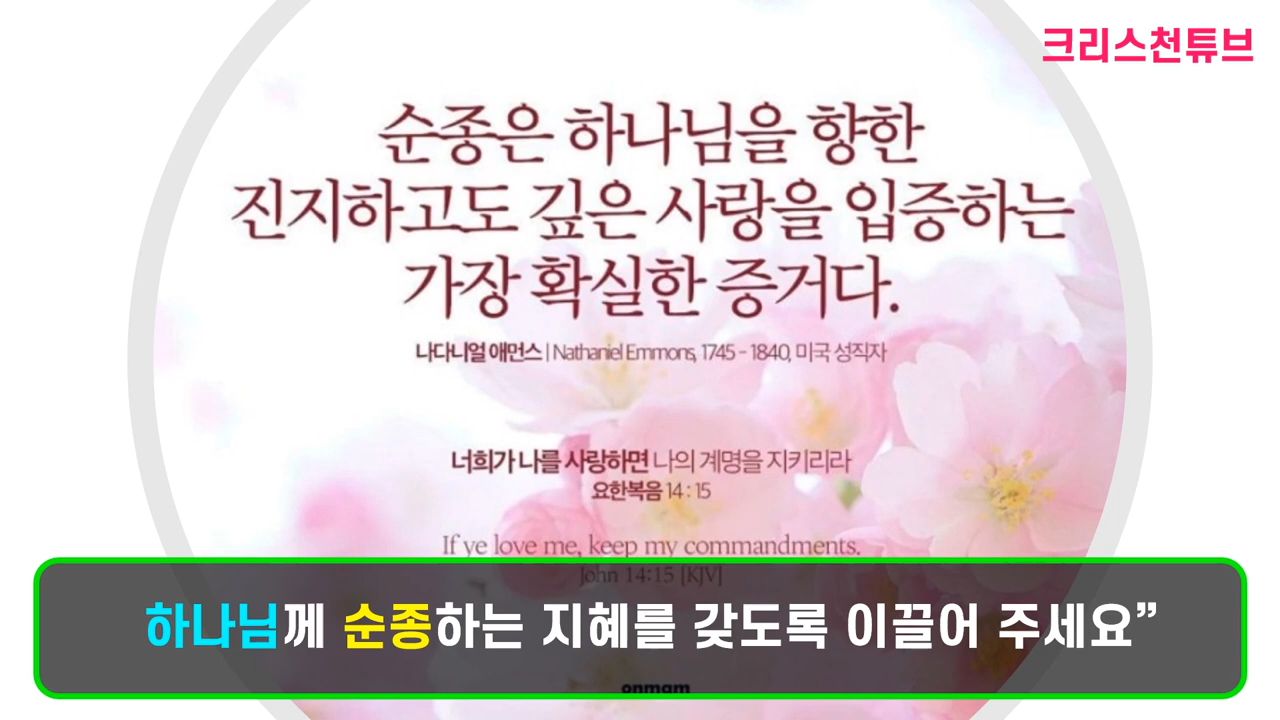 크리스천튜브
순종은 하나님을 향한
진지하고도 깊은 사랑을 입증하는
가장 확실한 증거다.
나다니얼 애먼스 | Nathaniel Emmons, 1745 - 1840, 미국 성직자
너희가 나를 사랑하면 나의 계명을 지키리라
요한복음 14 : 15
If ye love me, keep my commandments.
John 14:15 [KJV]
하나님께 순종하는 지혜를 갖도록 이끌어 주세요”
onmam